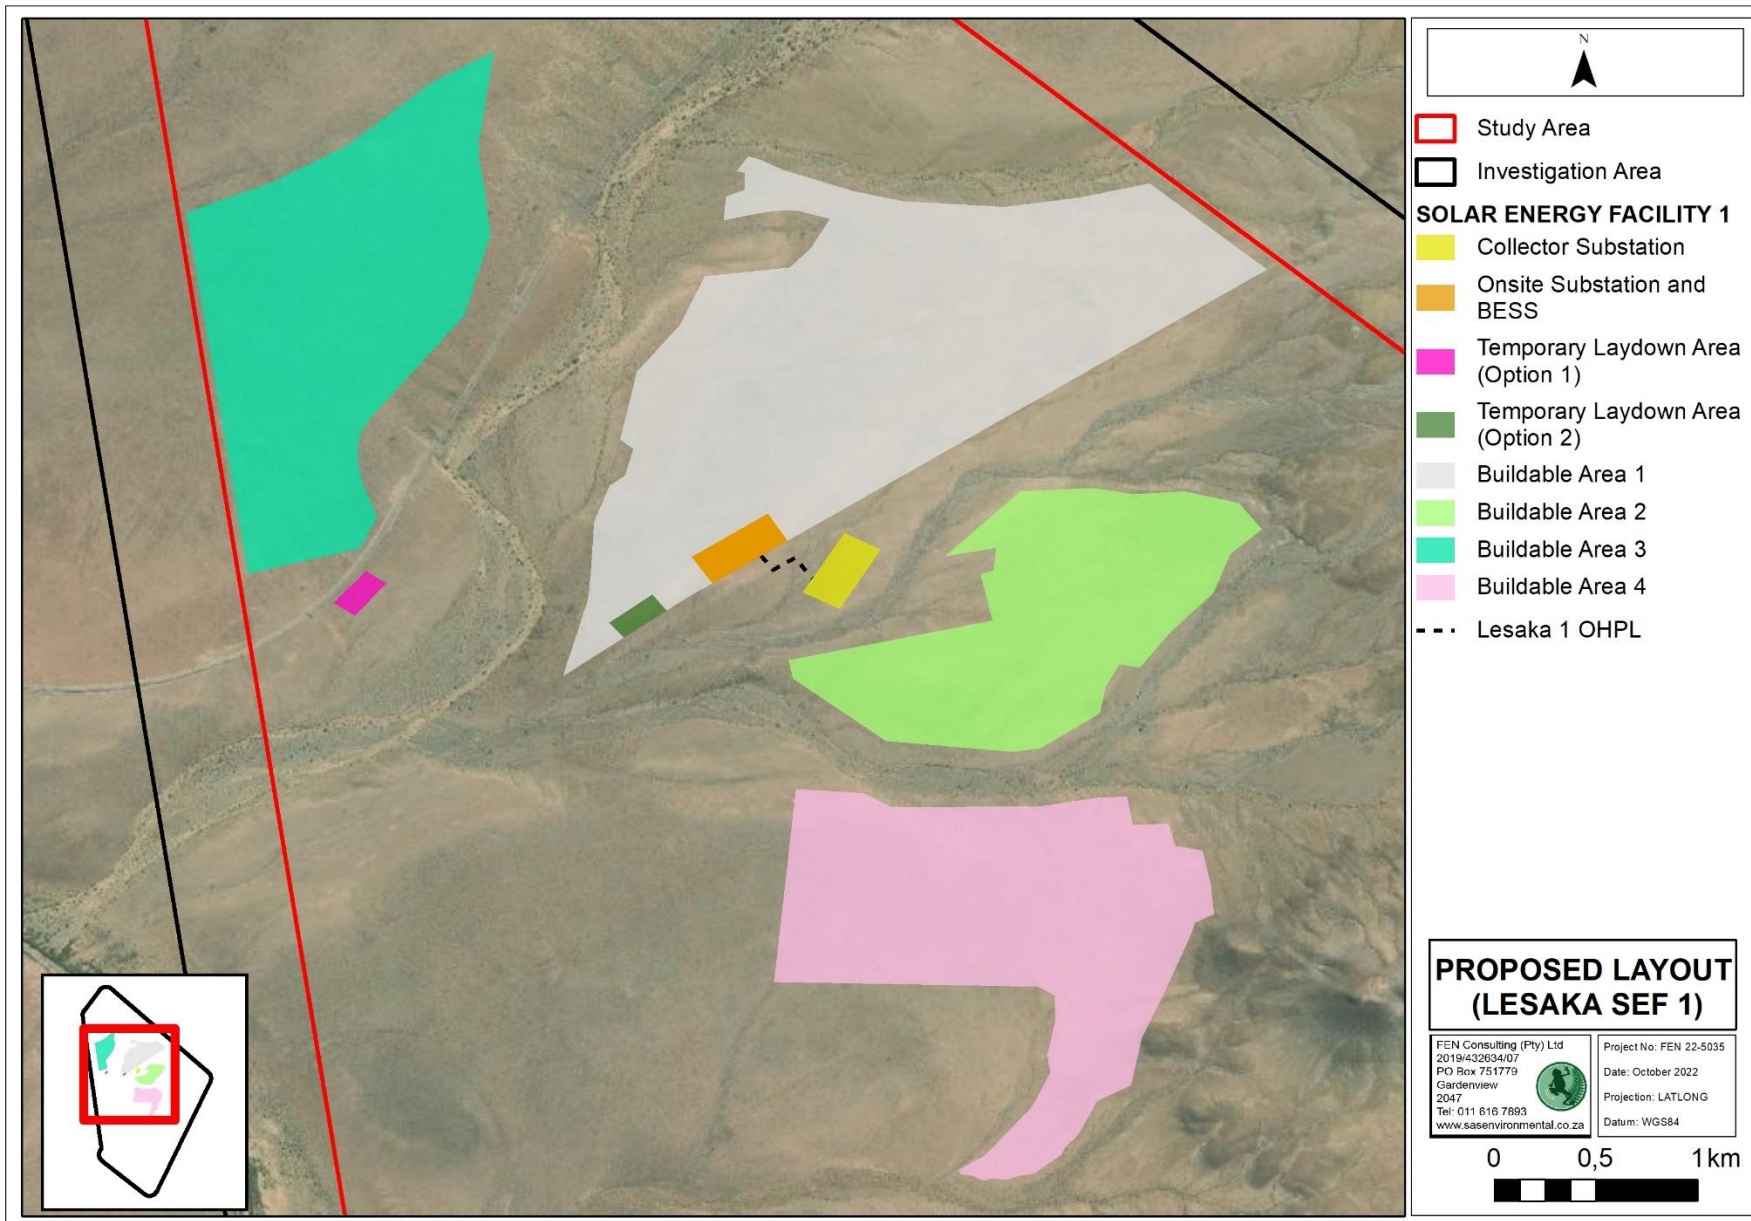 N
Study Area
Investigation Area
SOLAR ENERGY FACILITY 1
Collector Substation
Onsite Substation and
BESS
Temporary Laydown Area
(Option 1)
Temporary Laydown Area
(Option 2)
Buildable Area 1
Buildable Area 2
Buildable Area 3
Buildable Area 4
Lesaka 1 OHPL
PROPOSED LAYOUT
(LESAKA SEF 1)
FEN Consulting (Pty) Ltd
2019/432634/07
PO Box 751779
Gardenview
2047
Tel: 011 616 7893
www.sasenvironmental.co.za
Project No: FEN 22-5035
Date: October 2022
Projection: LATLONG
Datum: WGS84
0 0,5 1 km